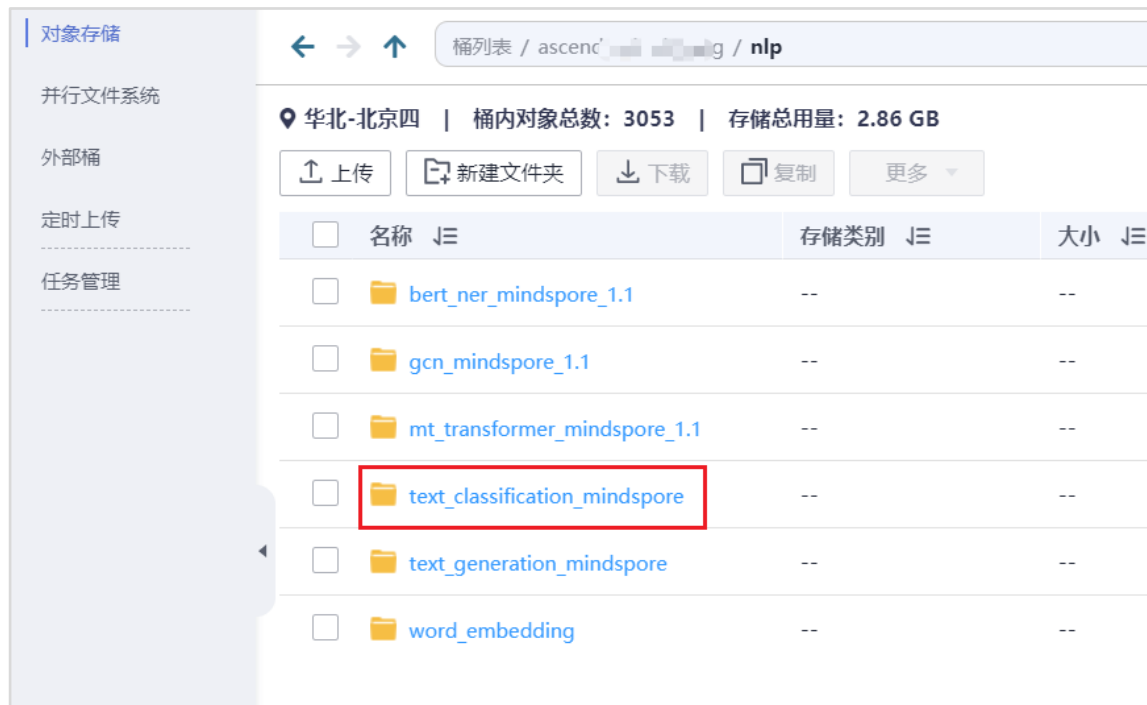 对象存储
并行文件系统
外部桶
定时上传
任务管理
桶列表 / ascend g / nlp
华北-北京四 | 桶内对象总数：3053 | 存储总用量：2.86 GB
上传 新建文件夹 下载 复制 更多
名称 存储类别 大小
bert_ner_mindspore_1.1 -- --
gcn_mindspore_1.1 -- --
mt_transformer_mindspore_1.1 -- --
text_classification_mindspore -- --
text_generation_mindspore -- --
word_embedding -- --